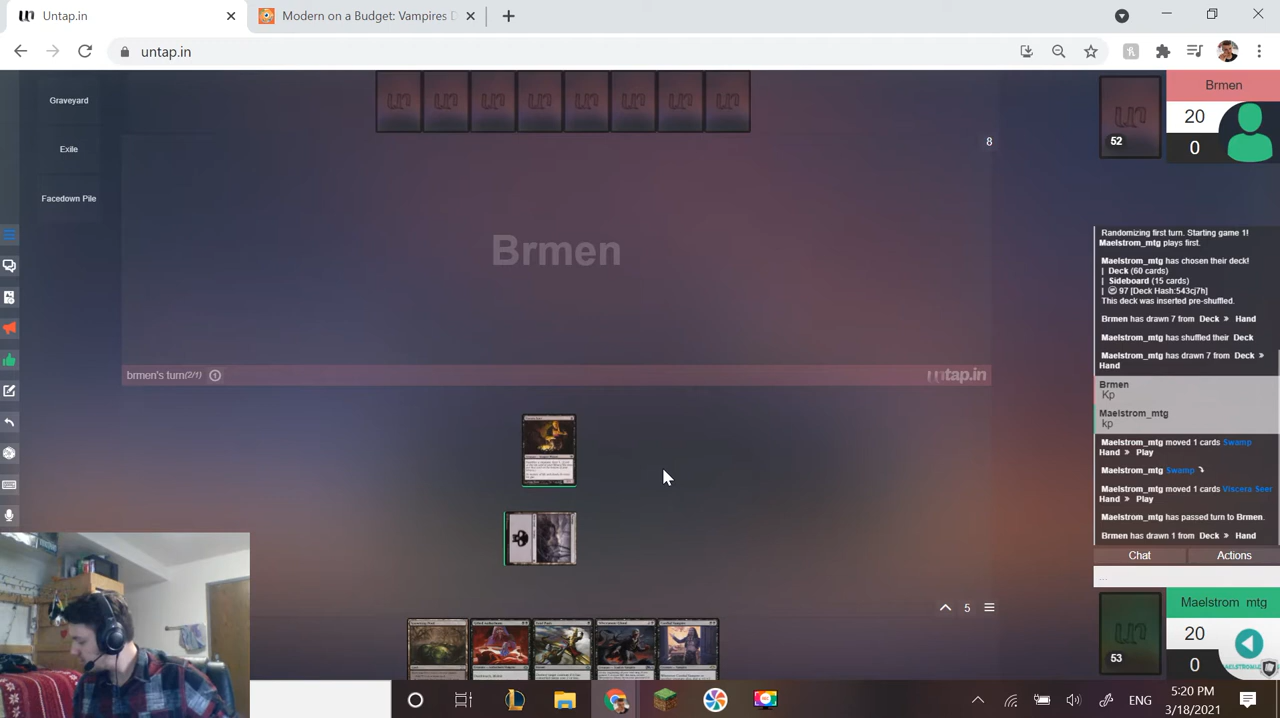 Untap.in
Modern on a Budget: Vampires D
untap.in
Graveyard
Exile
Facedown Pile
8
Brmen
brmen's turn(2/1)
untap.in
52
Brmen
20
0
Randomizing first turn. Starting game 1!
Maelstrom_mtg plays first.
Maelstrom_mtg has chosen their deck!
| Deck (60 cards)
| Sideboard (15 cards)
| 97 [Deck Hash:543cj7h]
This deck was inserted pre-shuffled.
Brmen has drawn 7 from Deck » Hand
Maelstrom_mtg has shuffled their Deck
Maelstrom_mtg has drawn 7 from Deck »
Hand
Brmen
Kp
Maelstrom_mtg
kp
Maelstrom_mtg moved 1 cards Swamp
Hand » Play
Maelstrom_mtg Swamp
Maelstrom_mtg moved 1 cards Viscera Seer
Hand » Play
Maelstrom_mtg has passed turn to Brmen.
Brmen has drawn 1 from Deck » Hand
Chat
Actions
...
5
53
Maelstrom mtg
20
0
ENG
5:20 PM
3/18/2021